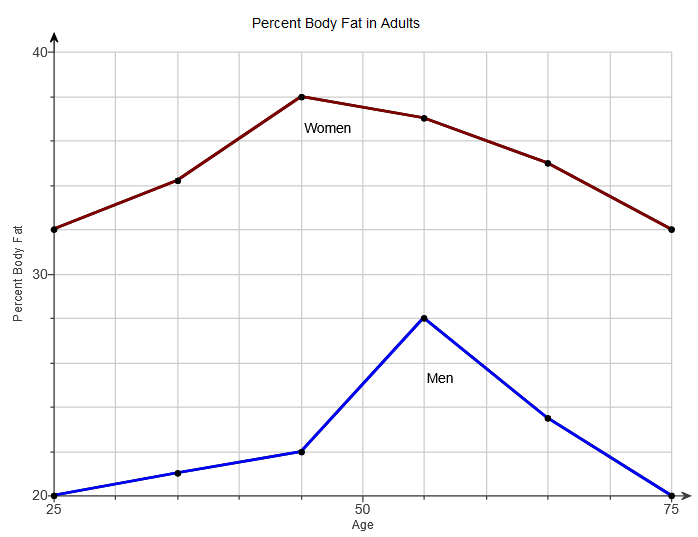 Percent Body Fat in Adults
40
Women
Percent Body Fat
30
Men
20
25
50
75
Age